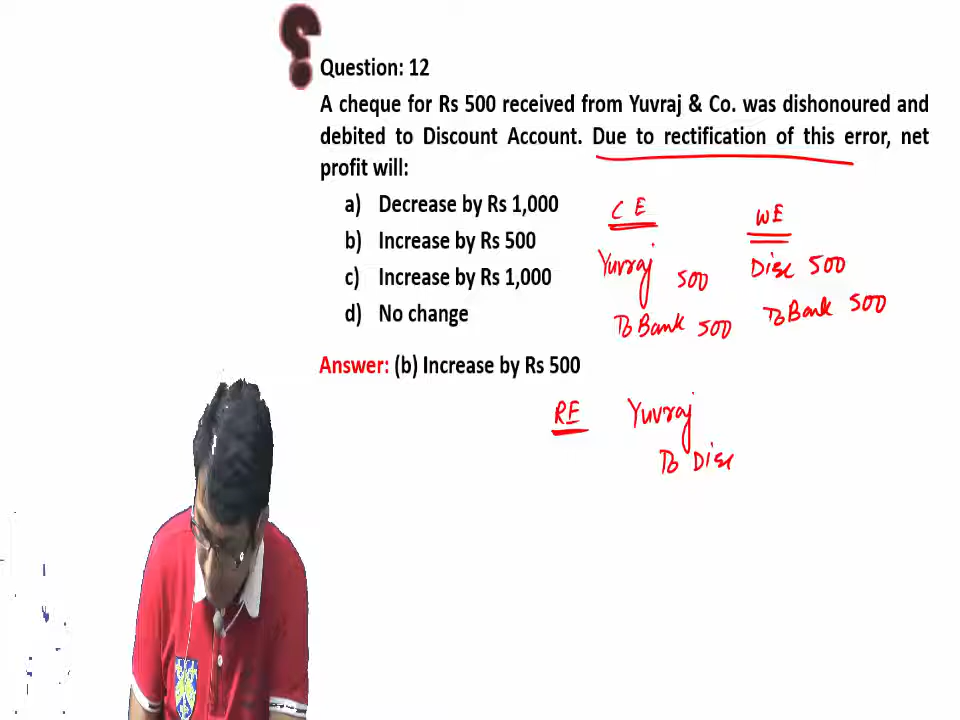 Question: 12
A cheque for Rs 500 received from Yuvraj & Co. was dishonoured and
debited to Discount Account. Due to rectification of this error, net
profit will:
a) Decrease by Rs 1,000
b) Increase by Rs 500
c) Increase by Rs 1,000
d) No change
Answer: (b) Increase by Rs 500
C E
Yuvraj 500
To Bank 500
WE
Disc 500
To Bank 500
RE Yuvraj
To Disc